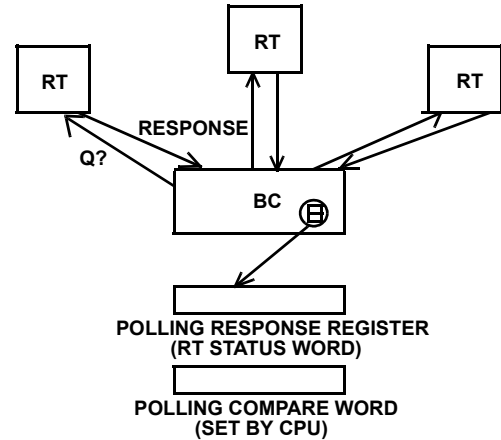 RT
RT
RT
RESPONSE
Q?
BC
POLLING RESPONSE REGISTER
(RT STATUS WORD)
POLLING COMPARE WORD
(SET BY CPU)